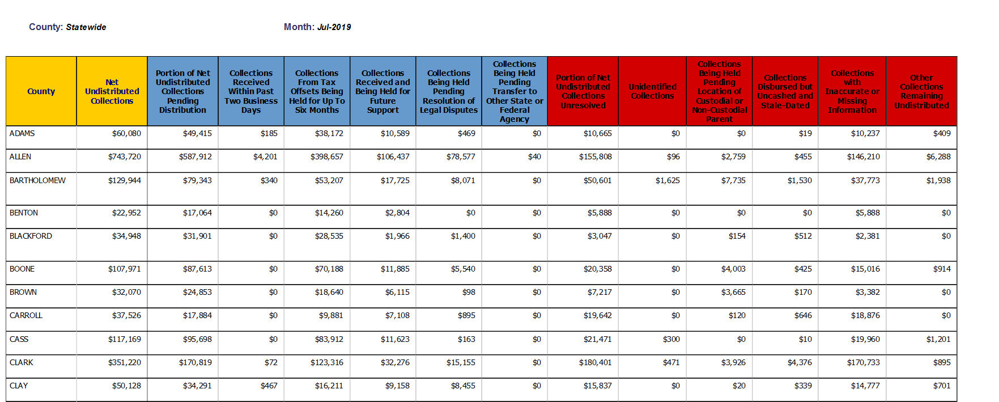 County: Statewide Month: Jul-2019
County
Net
Undistributed
Collections
Portion of Net
Undistributed
Collections
Pending
Distribution
Collections
Received
Within Past
Two Business
Days
Collections
From Tax
Offsets Being
Held for Up To
Six Months
Collections
Received and
Being Held for
Future
Support
Collections
Being Held
Pending
Resolution of
Legal Disputes
Collections
Being Held
Pending
Transfer to
Other State or
Federal
Agency
Portion of Net
Undistributed
Collections
Unresolved
Unidentified
Collections
Collections
Being Held
Pending
Location of
Custodial or
Non-Custodial
Parent
Collections
Disbursed but
Uncashed and
Stale-Dated
Collections
with
Inaccurate or
Missing
Information
Other
Collections
Remaining
Undistributed
ADAMS $60,080 $49,415 $185 $38,172 $10,589 $469 $0 $10,665 $0 $0 $19 $10,237 $409
ALLEN $743,720 $587,912 $4,201 $398,657 $106,437 $78,577 $40 $155,808 $96 $2,759 $455 $146,210 $6,288
BARTHOLOMEW $129,944 $79,343 $340 $53,207 $17,725 $8,071 $0 $50,601 $1,625 $7,735 $1,530 $37,773 $1,938
BENTON $22,952 $17,064 $0 $14,260 $2,804 $0 $0 $5,888 $0 $0 $0 $5,888 $0
BLACKFORD $34,948 $31,901 $0 $28,535 $1,966 $1,400 $0 $3,047 $0 $154 $512 $2,381 $0
BOONE $107,971 $87,613 $0 $70,188 $11,885 $5,540 $0 $20,358 $0 $4,003 $425 $15,016 $914
BROWN $32,070 $24,853 $0 $18,640 $6,115 $98 $0 $7,217 $0 $3,665 $170 $3,382 $0
CARROLL $37,526 $17,884 $0 $9,881 $7,108 $895 $0 $19,642 $0 $120 $646 $18,876 $0
CASS $117,169 $95,698 $0 $83,912 $11,623 $163 $0 $21,471 $300 $0 $10 $19,960 $1,201
CLARK $351,220 $170,819 $72 $123,316 $32,276 $15,155 $0 $180,401 $471 $3,926 $4,376 $170,733 $895
CLAY $50,128 $34,291 $467 $16,211 $9,158 $8,455 $0 $15,837 $0 $20 $339 $14,777 $701